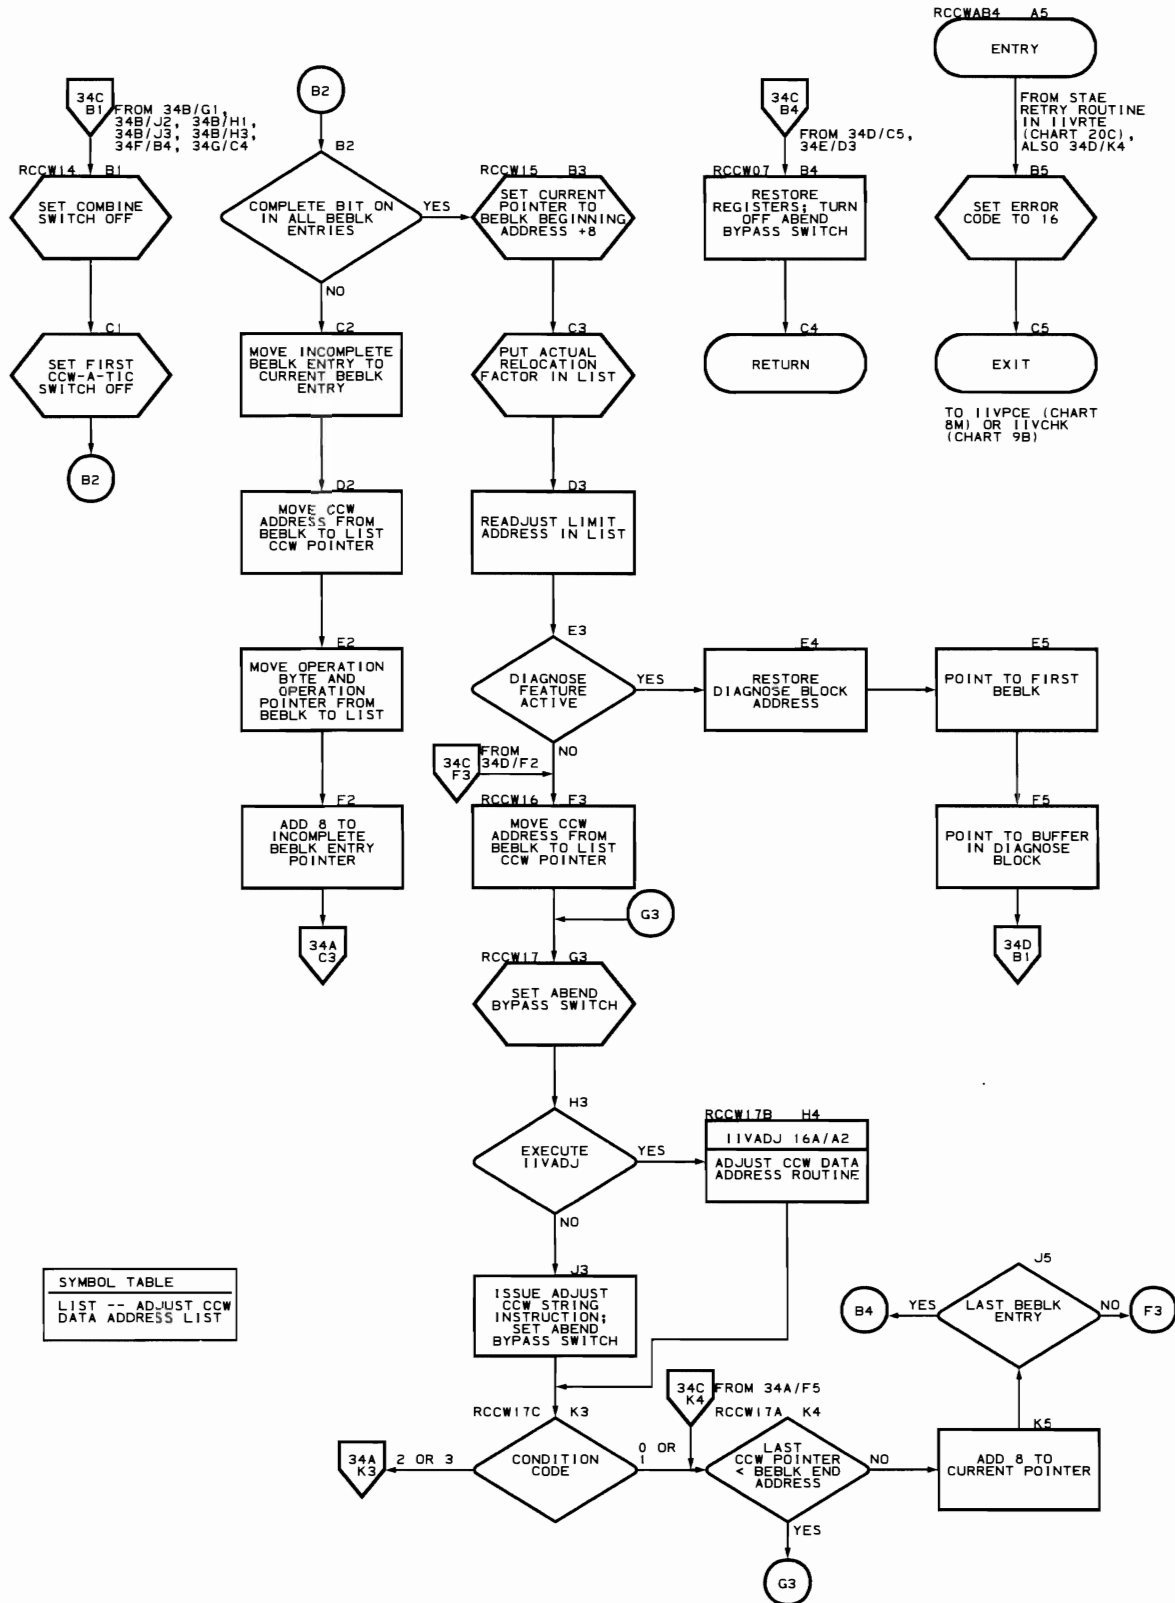 RCCWAB4 A5
ENTRY
FROM STAE
RETRY ROUTINE
IN IIVRTE
(CHART 20C),
ALSO 34D/K4
B5
SET ERROR
CODE TO 16
C5
EXIT
TO IIVPCE (CHART
8M) OR IIVCHK
(CHART 9B)
34C
B1
FROM 34B/G1,
34B/J2, 34B/H1,
34B/J3, 34B/H3,
34F/B4, 34G/C4
RCCW14 B1
SET COMBINE
SWITCH OFF
C1
SET FIRST
CCW-A-TIC
SWITCH OFF
B2
B2
B2
COMPLETE BIT ON
IN ALL BEBLK
ENTRIES
YES
NO
C2
MOVE INCOMPLETE
BEBLK ENTRY TO
CURRENT BEBLK
ENTRY
D2
MOVE CCW
ADDRESS FROM
BEBLK TO LIST
CCW POINTER
E2
MOVE OPERATION
BYTE AND
OPERATION
POINTER FROM
BEBLK TO LIST
F2
ADD 8 TO
INCOMPLETE
BEBLK ENTRY
POINTER
34A
C3
RCCW15 B3
SET CURRENT
POINTER TO
BEBLK BEGINNING
ADDRESS +8
C3
PUT ACTUAL
RELOCATION
FACTOR IN LIST
D3
READJUST LIMIT
ADDRESS IN LIST
E3
DIAGNOSE
FEATURE
ACTIVE
YES
NO
34C
F3
FROM
34D/F2
RCCW16 F3
MOVE CCW
ADDRESS FROM
BEBLK TO LIST
CCW POINTER
G3
RCCW17 G3
SET ABEND
BYPASS SWITCH
H3
EXECUTE
IIVADJ
YES
NO
J3
ISSUE ADJUST
CCW STRING
INSTRUCTION;
SET ABEND
BYPASS SWITCH
RCCW17C K3
CONDITION
CODE
2 OR 3
34A
K3
0 OR
1
34C
B4
FROM 34D/C5,
34E/D3
RCCW07 B4
RESTORE
REGISTERS; TURN
OFF ABEND
BYPASS SWITCH
C4
RETURN
E4
RESTORE
DIAGNOSE BLOCK
ADDRESS
E5
POINT TO FIRST
BEBLK
F5
POINT TO BUFFER
IN DIAGNOSE
BLOCK
34D
B1
RCCW17B H4
IIVADJ 16A/A2
ADJUST CCW DATA
ADDRESS ROUTINE
34C
K4
FROM 34A/F5
RCCW17A K4
LAST
CCW POINTER
< BEBLK END
ADDRESS
NO
YES
G3
K5
ADD 8 TO
CURRENT POINTER
J5
LAST BEBLK
ENTRY
YES
B4
NO
F3
SYMBOL TABLE
LIST -- ADJUST CCW
DATA ADDRESS LIST